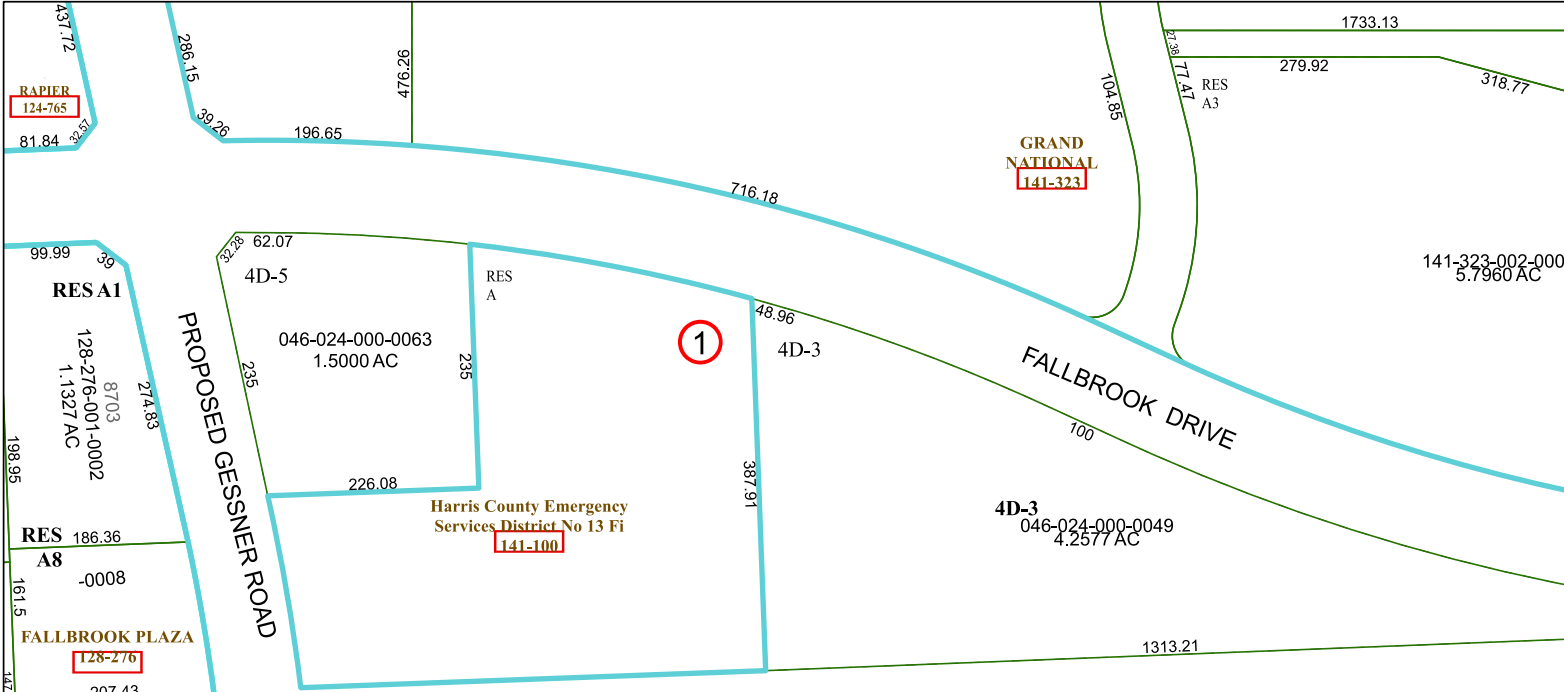 437.72
286.15
476.26
1733.13
27.38
77.47
279.92
318.77
RES
A3
104.85
RAPIER
124-765
81.84
32.57
39.26
196.65
716.18
GRAND
NATIONAL
141-323
141-323-002-000
5.7960 AC
99.99
39
32.28
62.07
4D-5
RES
A
RES A1
48.96
4D-3
1
046-024-000-0063
1.5000 AC
235
235
PROPOSED GESSNER ROAD
FALLBROOK DRIVE
8703
128-276-001-0002
1.1327 AC
274.83
198.95
100
387.91
226.08
Harris County Emergency
Services District No 13 Fi
141-100
4D-3
046-024-000-0049
4.2577 AC
RES
A8
186.36
-0008
161.5
FALLBROOK PLAZA
128-276
1313.21
147
207.43